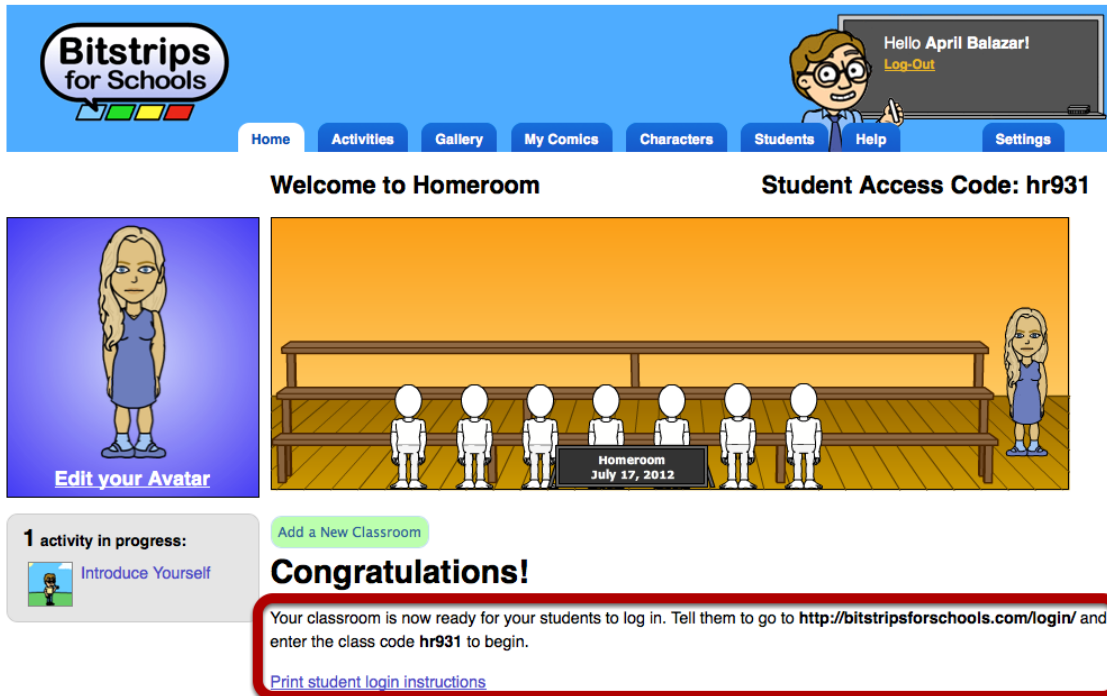 Bitstrips
for Schools
Hello April Balazar!
Log-Out
Home Activities Gallery My Comics Characters Students Help Settings
Welcome to Homeroom Student Access Code: hr931
Homeroom
July 17, 2012
Edit your Avatar
1 activity in progress:
Introduce Yourself
Add a New Classroom
Congratulations!
Your classroom is now ready for your students to log in. Tell them to go to http://bitstripsforschools.com/login/ and
enter the class code hr931 to begin.
Print student login instructions